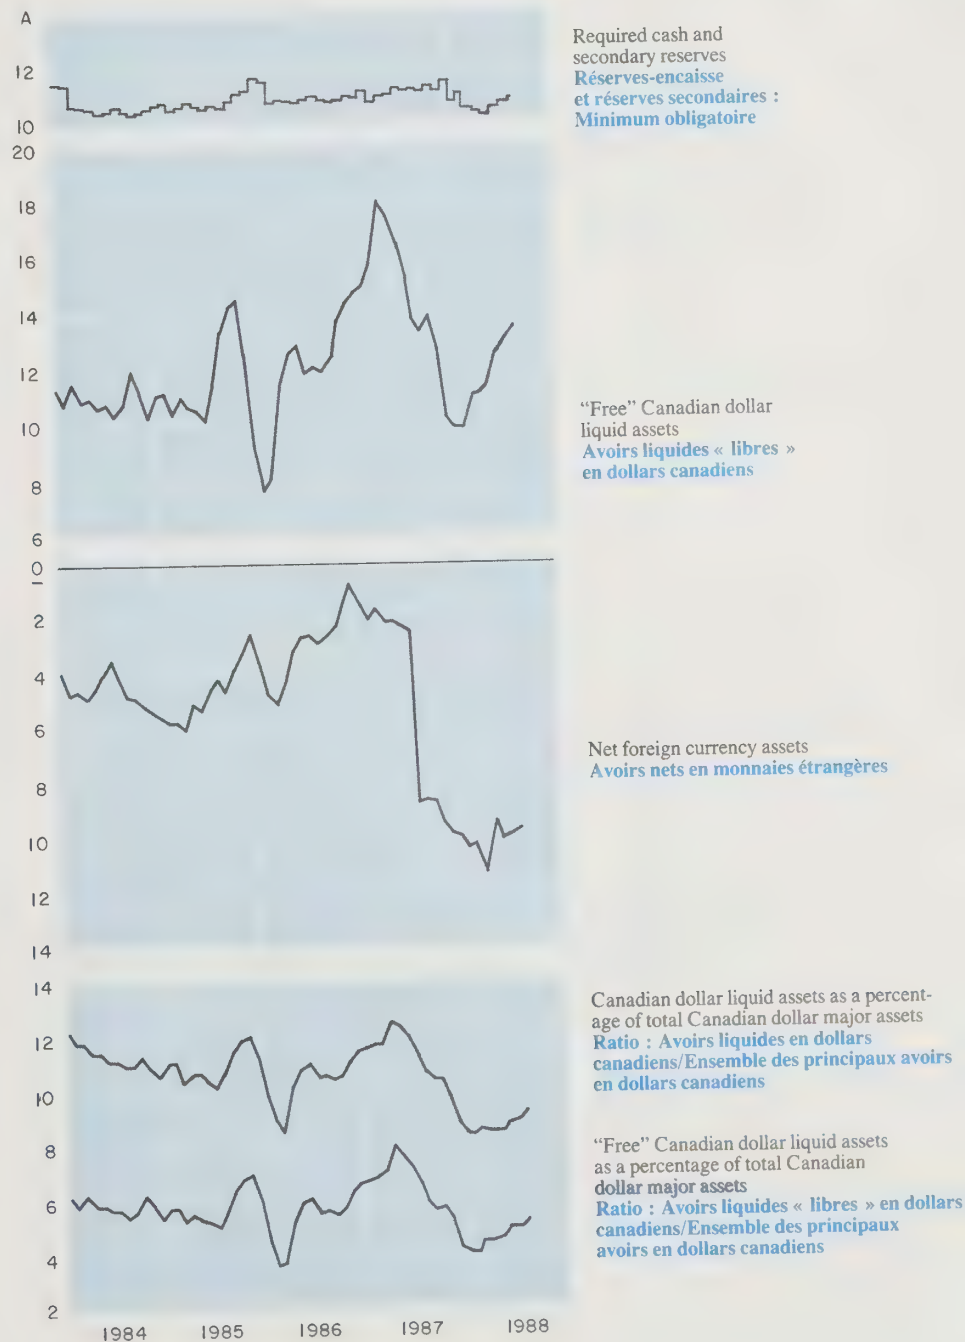 A
12
10
Required cash and
secondary reserves
Réserves-encaisse
et réserves secondaires :
Minimum obligatoire
20
18
16
14
12
10
8
6
"Free" Canadian dollar
liquid assets
Avoirs liquides « libres »
en dollars canadiens
0
–
2
4
6
8
10
12
14
Net foreign currency assets
Avoirs nets en monnaies étrangères
14
12
10
8
6
4
2
Canadian dollar liquid assets as a percent-
age of total Canadian dollar major assets
Ratio : Avoirs liquides en dollars
canadiens/Ensemble des principaux avoirs
en dollars canadiens
"Free" Canadian dollar liquid assets
as a percentage of total Canadian
dollar major assets
Ratio : Avoirs liquides « libres » en dollars
canadiens/Ensemble des principaux
avoirs en dollars canadiens
1984 1985 1986 1987 1988